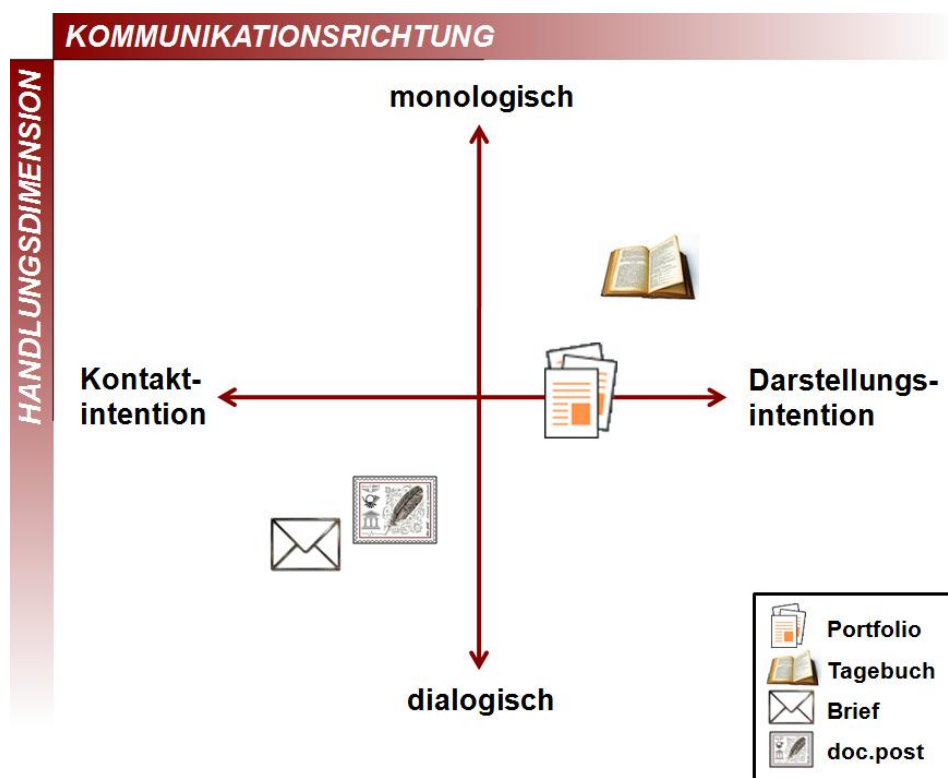 KOMMUNIKATIONSRICHTUNG
HANDLUNGSDIMENSION
monologisch
Kontakt-
intention
Darstellungs-
intention
dialogisch
Portfolio
Tagebuch
Brief
doc.post